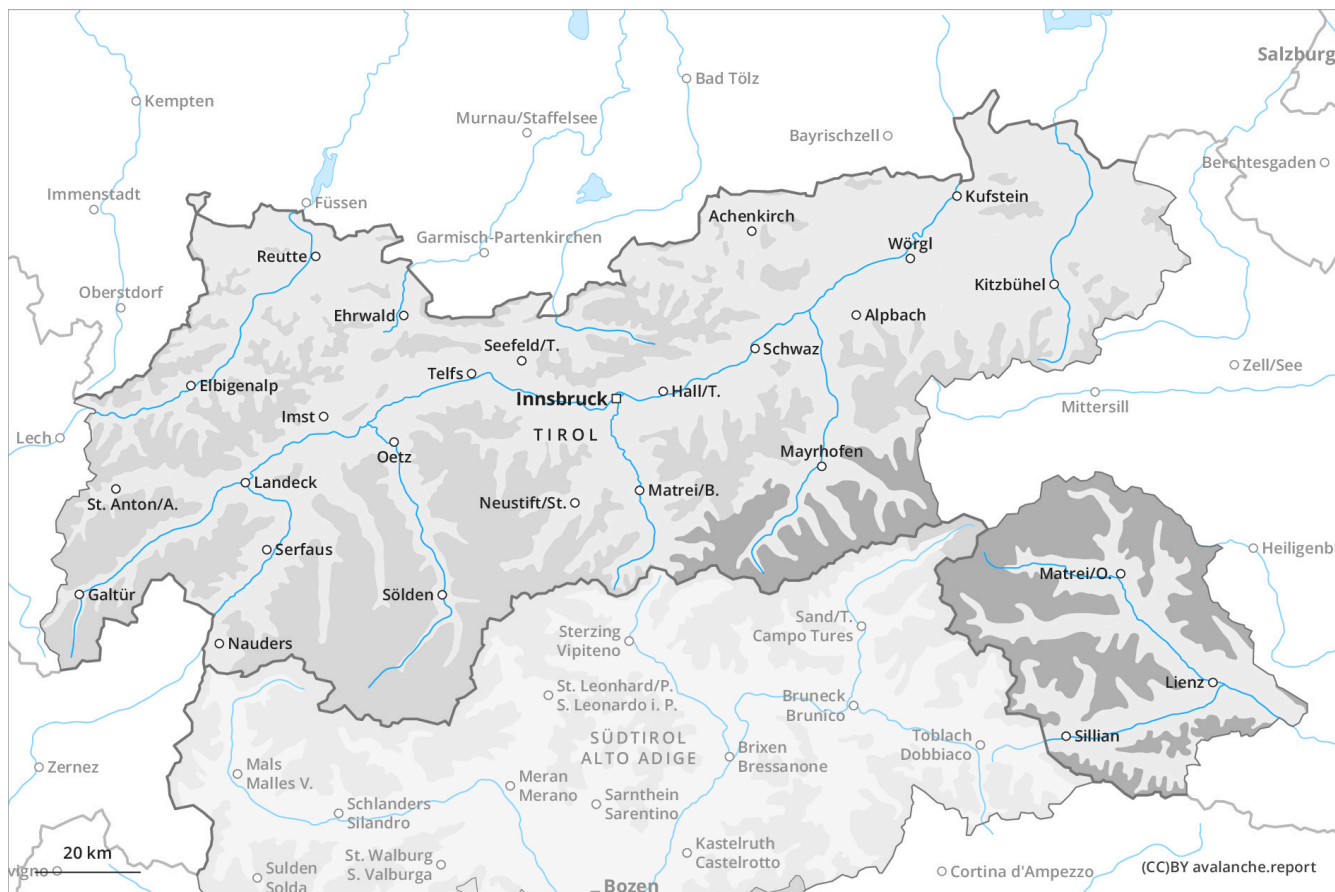 Salzburg
Kempten
Bad Tölz
Murnau/Staffelsee
Bayrischzell
Berchtesgaden
Immenstadt
Füssen
Kufstein
Achenkirch
Garmisch-Partenkirchen
Wörgl
Reutte
Oberstdorf
Kitzbühel
Ehrwald
Alpbach
Seefeld/T.
Schwaz
Zell/See
Telfs
Elbigenalp
Innsbruck
Hall/T.
Mittersill
Imst
TIROL
Lech
Oetz
Mayrhofen
Landeck
St. Anton/A.
Neustift/St.
Matrei/B.
Serfaus
Heiligenb
Matrei/O.
Galtür
Sölden
Sand/T.
Campo Tures
Sterzing
Vipiteno
Nauders
Lienz
St. Leonhard/P.
S. Leonardo i. P.
Bruneck
Brunico
Sillian
SÜDTIROL
ALTO ADIGE
Toblach
Dobbiaco
Brixen
Bressanone
Zernez
Mals
Malles V.
Meran
Merano
Schlanders
Silandro
Sarnthein
Sarentino
Kastelruth
Castelrotto
20 km
St. Walburg
S. Valburga
vigno
Sulden
Solda
Cortina d'Ampezzo
(CC)BY avalanche.report
Bozen